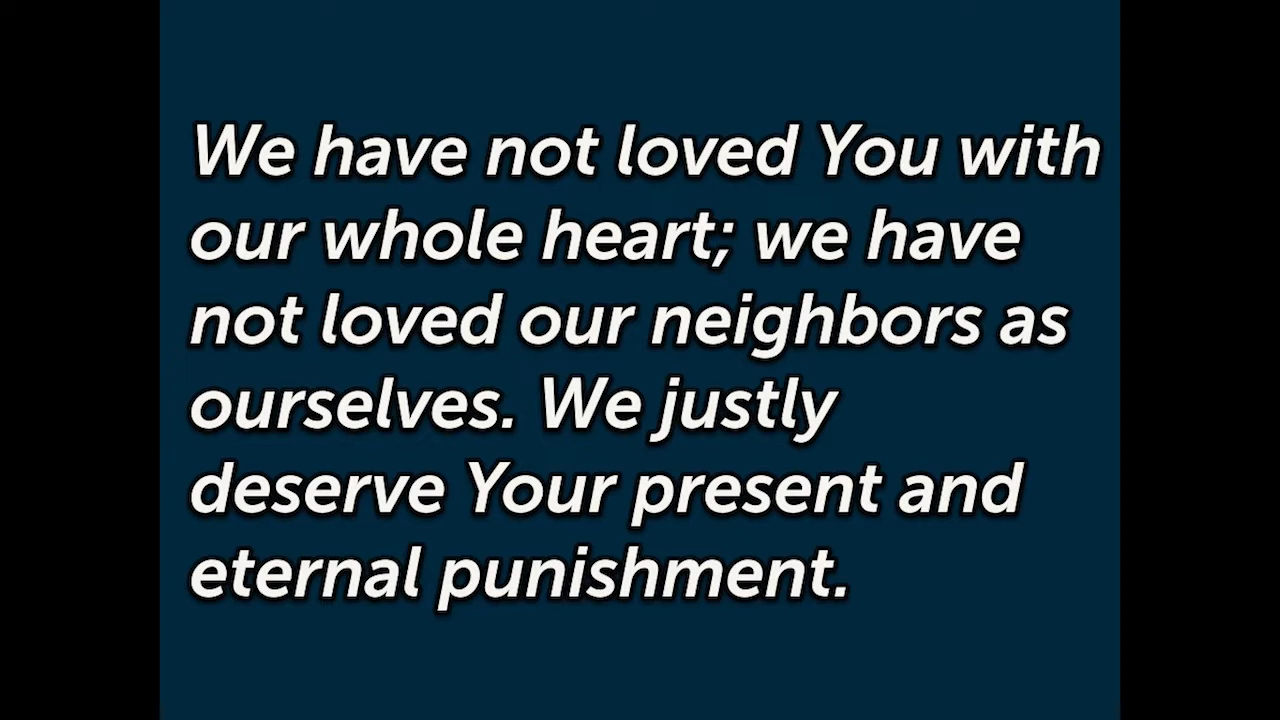 We have not loved You with
our whole heart; we have
not loved our neighbors as
ourselves. We justly
deserve Your present and
eternal punishment.